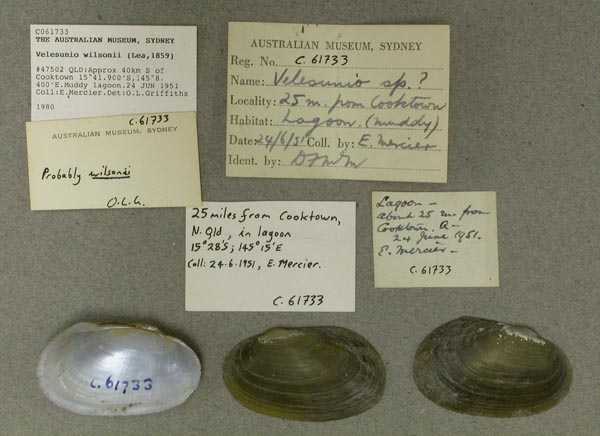 C061733
THE AUSTRALIAN MUSEUM, SYDNEY
Velesunio wilsonii (Lea,1859)
#47502 QLD:Approx 40km S of
Cooktown 15°41.900'S,145°8.
400'E.Muddy lagoon.24 JUN 1951
Coll:E.Mercier.Det:O.L.Griffiths
1980
C.61733
AUSTRALIAN MUSEUM, SYDNEY
Probably wilsonii
O.L.G.
AUSTRALIAN MUSEUM, SYDNEY
Reg. No. C. 61733
Name: Velesunio sp.?
Locality: 25 m. from Cooktown
Habitat: Lagoon. (muddy)
Date: 24/6/51 Coll. by: E. Mercier
Ident. by:
25 miles from Cooktown,
N. Qld, in lagoon
15°28'S; 145°15'E
Coll: 24.6.1951, E. Mercier.
C. 61733
Lagoon -
about 25 m. from
Cooktown. Q -
24 June 1951.
E. Mercier -
C. 61733
C.61733